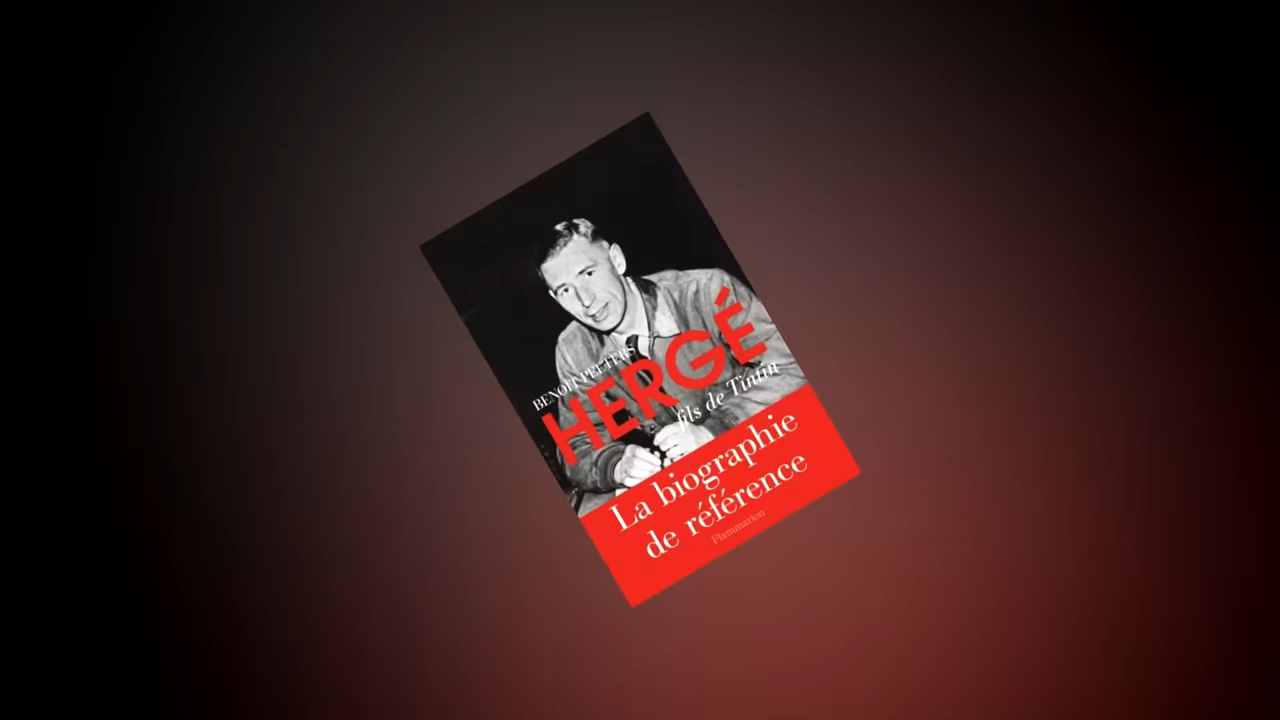 BENOÎT PEETERS
HERGÉ
fils de Tintin
La biographie
de référence
Flammarion